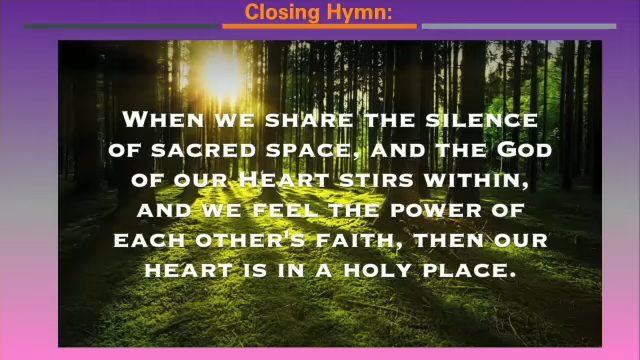 Closing Hymn:
When we share the silence
of sacred space, and the God
of our Heart stirs within,
and we feel the power of
each other's faith, then our
heart is in a holy place.